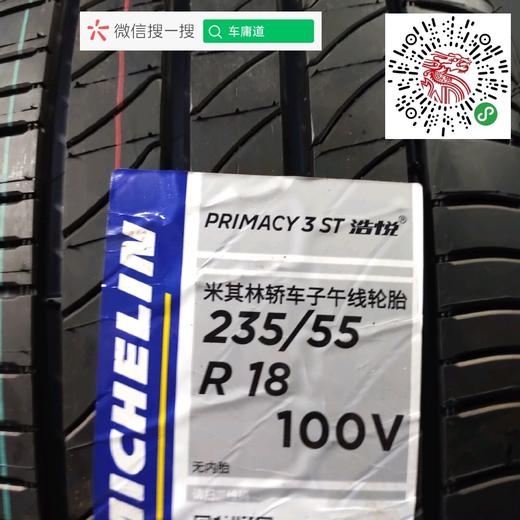 微信搜一搜
车庸道
PRIMACY 3 ST 浩悦®
米其林轿车子午线轮胎
235/55
R 18
100V
无内胎
MICHELIN